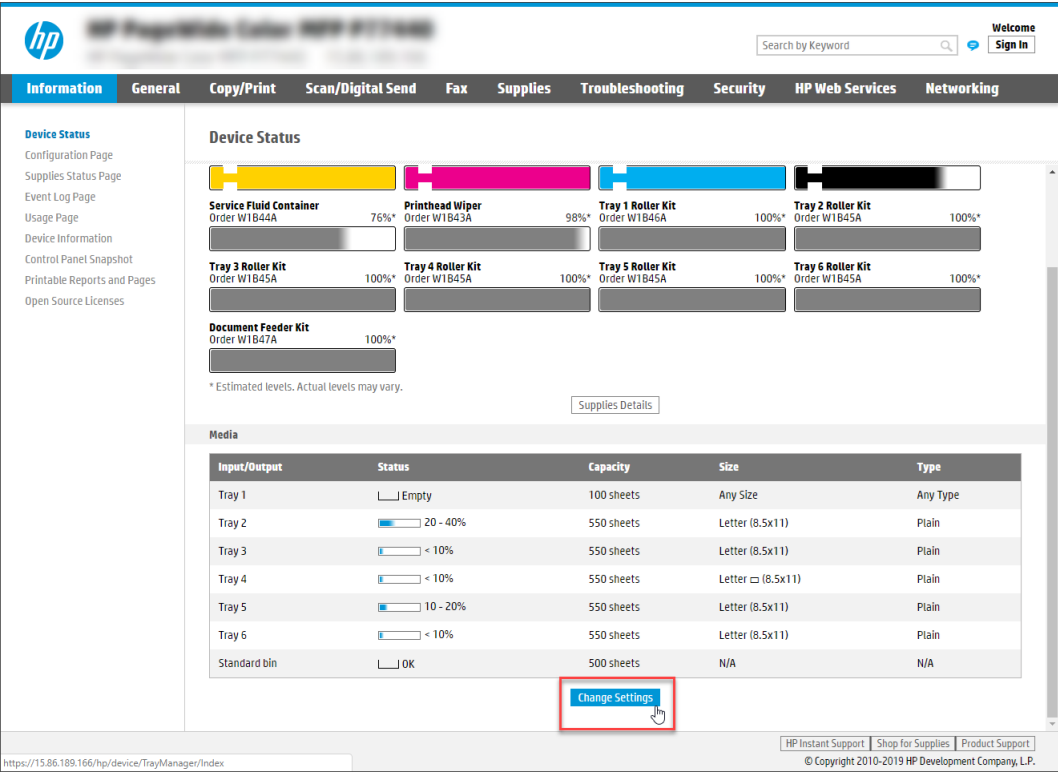 hp
Welcome
Search by Keyword
Sign In
Information General Copy/Print Scan/Digital Send Fax Supplies Troubleshooting Security HP Web Services Networking
Device Status
Configuration Page
Supplies Status Page
Event Log Page
Usage Page
Device Information
Control Panel Snapshot
Printable Reports and Pages
Open Source Licenses
Device Status
Service Fluid Container Printhead Wiper Tray 1 Roller Kit Tray 2 Roller Kit
Order W1B44A 76%* Order W1B43A 98%* Order W1B46A 100%* Order W1B45A 100%*
Tray 3 Roller Kit Tray 4 Roller Kit Tray 5 Roller Kit Tray 6 Roller Kit
Order W1B45A 100%* Order W1B45A 100%* Order W1B45A 100%* Order W1B45A 100%*
Document Feeder Kit
Order W1B47A 100%*
* Estimated levels. Actual levels may vary.
Supplies Details
Media
Input/Output Status Capacity Size Type
Tray 1 Empty 100 sheets Any Size Any Type
Tray 2 20 - 40% 550 sheets Letter (8.5x11) Plain
Tray 3 < 10% 550 sheets Letter (8.5x11) Plain
Tray 4 < 10% 550 sheets Letter (8.5x11) Plain
Tray 5 10 - 20% 550 sheets Letter (8.5x11) Plain
Tray 6 < 10% 550 sheets Letter (8.5x11) Plain
Standard bin OK 500 sheets N/A N/A
Change Settings
HP Instant Support Shop for Supplies Product Support
https://15.86.189.166/hp/device/TrayManager/Index
© Copyright 2010-2019 HP Development Company, L.P.